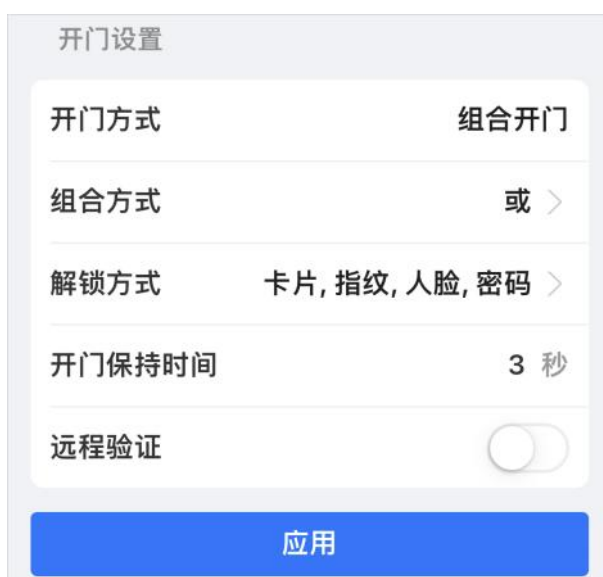 开门设置
开门方式 组合开门
组合方式 或
解锁方式 卡片, 指纹, 人脸, 密码
开门保持时间 3 秒
远程验证
应用